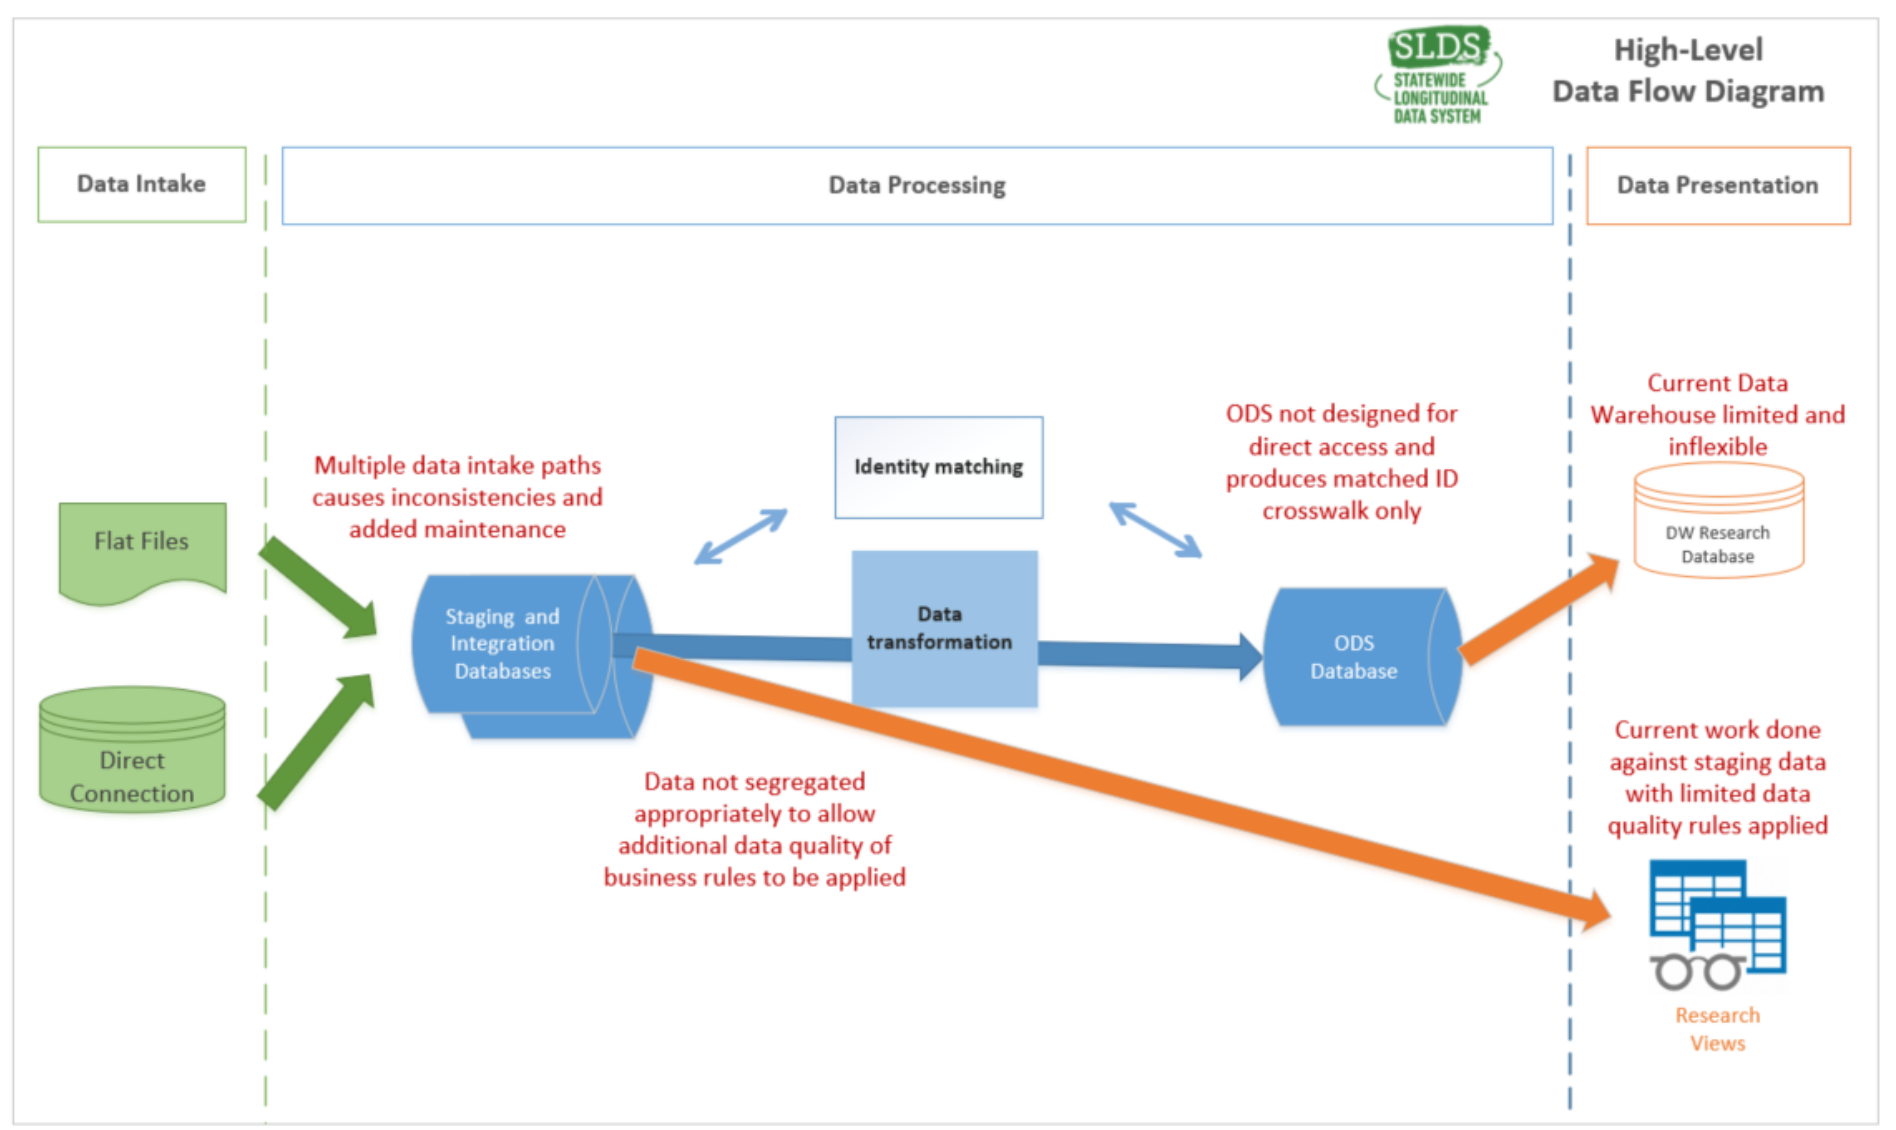 SLDS
STATEWIDE
LONGITUDINAL
DATA SYSTEM
High-Level
Data Flow Diagram
Data Intake
Data Processing
Data Presentation
Flat Files
Direct
Connection
Multiple data intake paths
causes inconsistencies and
added maintenance
Staging and
Integration
Databases
Identity matching
Data
transformation
Data not segregated
appropriately to allow
additional data quality of
business rules to be applied
ODS not designed for
direct access and
produces matched ID
crosswalk only
ODS
Database
Current Data
Warehouse limited and
inflexible
DW Research
Database
Current work done
against staging data
with limited data
quality rules applied
Research
Views